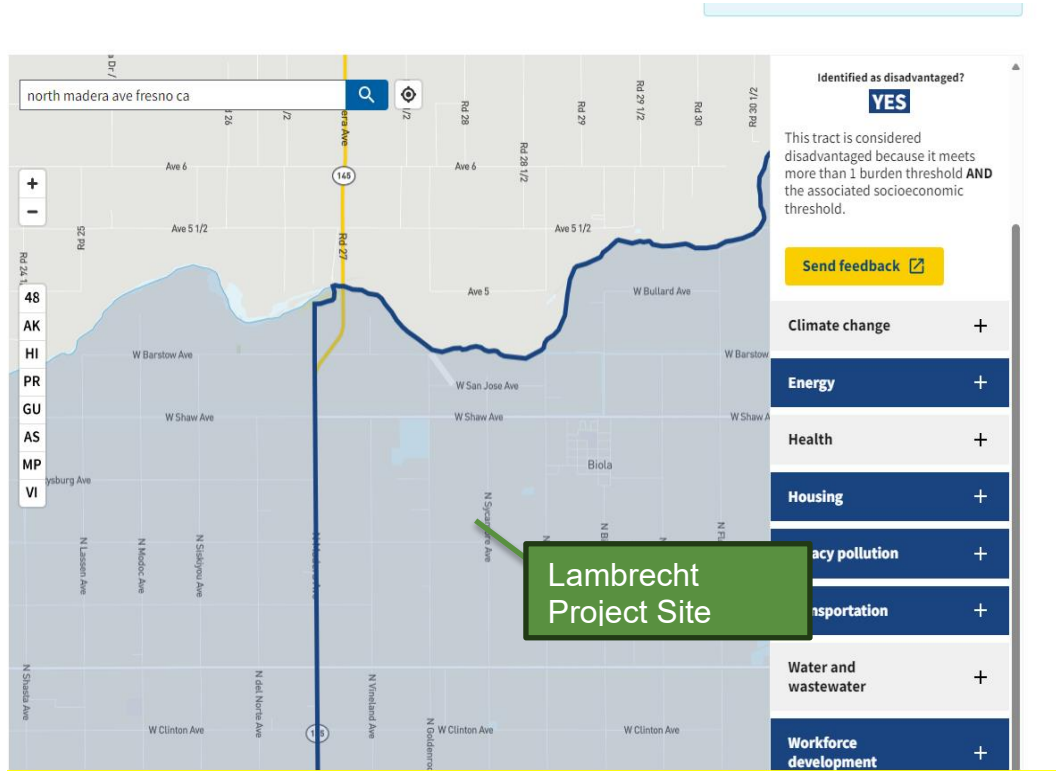 north madera ave fresno ca
Rd 28
Rd 29
Rd 29 1/2
Rd 30
Rd 30 1/2
Ave 6
145
Ave 6
Rd 28 1/2
+
−
Rd 25
Ave 5 1/2
Rd 27
Ave 5 1/2
Ave 5
W Bullard Ave
48
AK
HI
PR
GU
AS
MP
VI
W Barstow Ave
W Barstow
W San Jose Ave
W Shaw Ave
W Shaw Ave
W Shaw A
Biola
N Sycamore Ave
N Lassen Ave
N Modoc Ave
N Siskiyou Ave
Lambrecht
Project Site
N Shasta Ave
N del Norte Ave
N Vineland Ave
W Clinton Ave
W Clinton Ave
W Clinton Ave
Identified as disadvantaged?
YES
This tract is considered
disadvantaged because it meets
more than 1 burden threshold AND
the associated socioeconomic
threshold.
Send feedback
Climate change +
Energy +
Health +
Housing +
acy pollution +
nsportation +
Water and
wastewater +
Workforce
development +